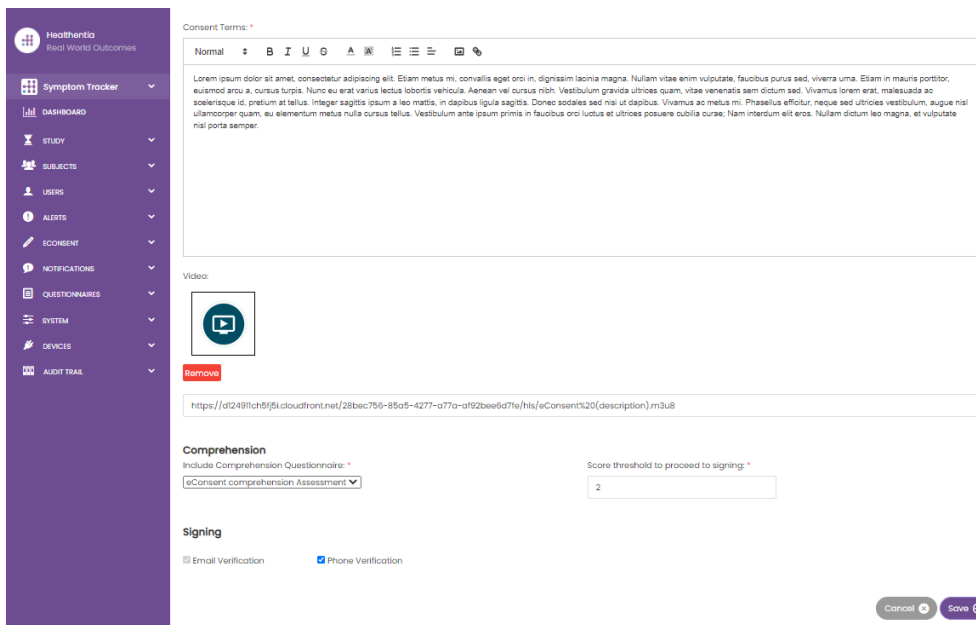 Healthentia
Real World Outcomes
Symptom Tracker
DASHBOARD
STUDY
SUBJECTS
USERS
ALERTS
ECONSENT
NOTIFICATIONS
QUESTIONNAIRES
SYSTEM
DEVICES
AUDIT TRAIL
Consent Terms: *
Normal B I U S A A
Lorem ipsum dolor sit amet, consectetur adipiscing elit. Etiam metus mi, convallis eget orci in, dignissim lacinia magna. Nullam vitae enim vulputate, faucibus purus sed, viverra urna. Etiam in mauris porttitor,
euismod arcu a, cursus turpis. Nunc eu erat varius lectus lobortis vehicula. Aenean vel cursus nibh. Vestibulum gravida ultrices quam, vitae venenatis sem dictum sed. Vivamus lorem erat, malesuada ac
scelerisque id, pretium at tellus. Integer sagittis ipsum a leo mattis, in dapibus ligula sagittis. Donec sodales sed nisi ut dapibus. Vivamus ac metus mi. Phasellus efficitur, neque sed ultricies vestibulum, augue nisl
ullamcorper quam, eu elementum metus nulla cursus tellus. Vestibulum ante ipsum primis in faucibus orci luctus et ultrices posuere cubilia curae; Nam interdum elit eros. Nullam dictum leo magna, et vulputate
nisl porta semper.
Video:
Remove
https://d124911ch5fj5i.cloudfront.net/28bec756-85a5-4277-a77a-af92bee6d7fe/hls/eConsent%20(description).m3u8
Comprehension
Include Comprehension Questionnaire: *
eConsent comprehension Assessment
Score threshold to proceed to signing: *
2
Signing
Email Verification
Phone Verification
Cancel
Save